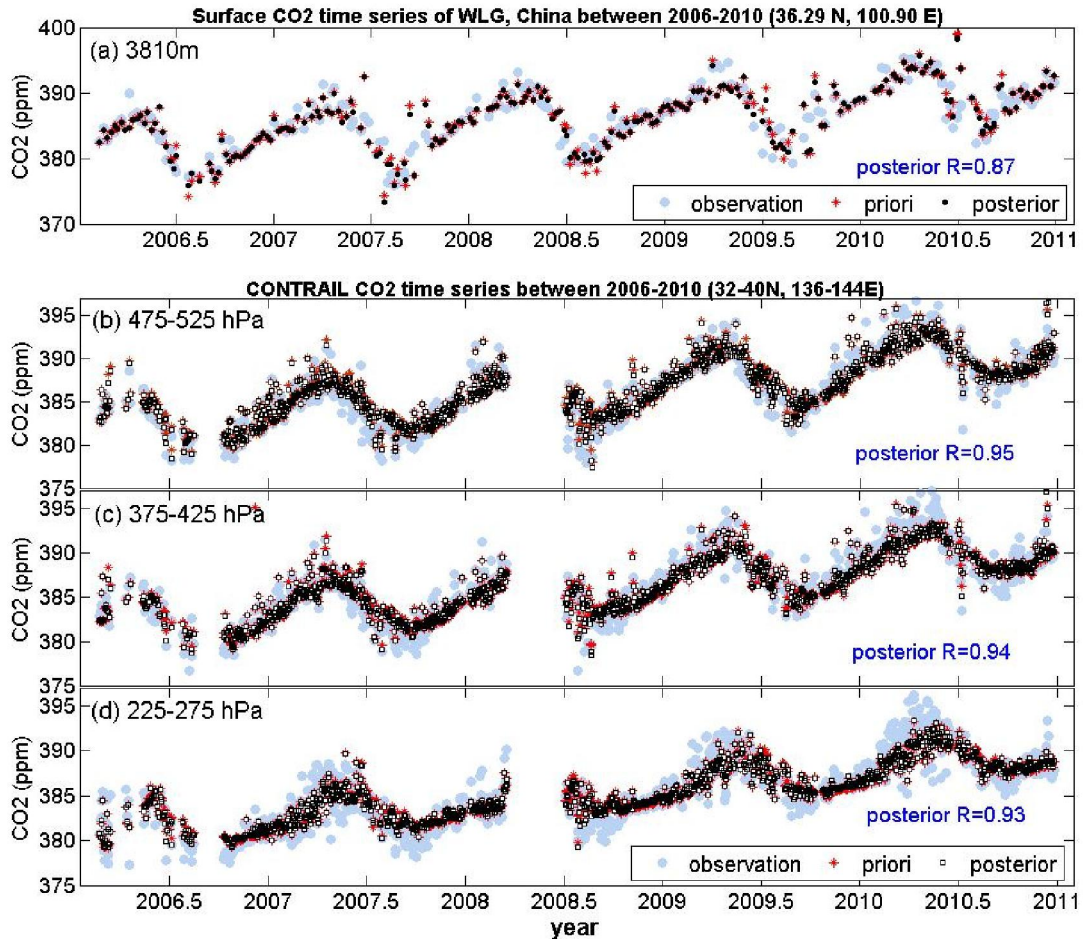 Surface CO2 time series of WLG, China between 2006-2010 (36.29 N, 100.90 E)
400
(a) 3810m
390
380
370
CO2 (ppm)
posterior R=0.87
observation priori posterior
2006.5 2007 2007.5 2008 2008.5 2009 2009.5 2010 2010.5 2011
CONTRAIL CO2 time series between 2006-2010 (32-40N, 136-144E)
(b) 475-525 hPa
395
390
385
380
375
CO2 (ppm)
posterior R=0.95
(c) 375-425 hPa
395
390
385
380
375
CO2 (ppm)
posterior R=0.94
(d) 225-275 hPa
395
390
385
380
375
CO2 (ppm)
posterior R=0.93
observation priori posterior
2006.5 2007 2007.5 2008 2008.5 2009 2009.5 2010 2010.5 2011
year